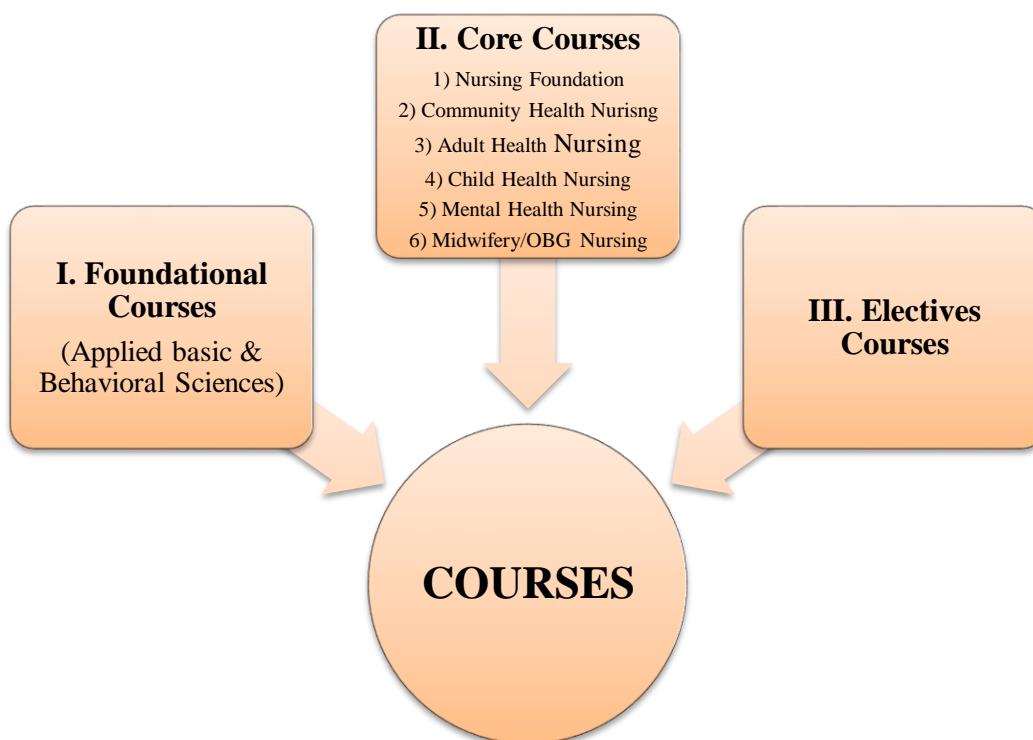 II. Core Courses
1) Nursing Foundation
2) Community Health Nurisng
3) Adult Health Nursing
4) Child Health Nursing
5) Mental Health Nursing
6) Midwifery/OBG Nursing
I. Foundational
Courses
(Applied basic &
Behavioral Sciences)
III. Electives
Courses
COURSES